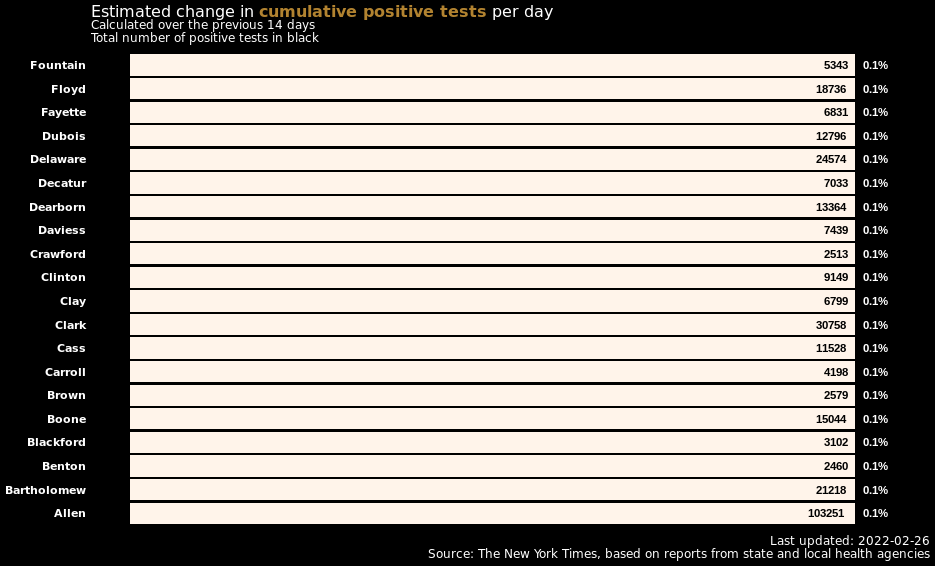 Estimated change in cumulative positive tests per day
Calculated over the previous 14 days
Total number of positive tests in black
Fountain 5343 0.1%
Floyd 18736 0.1%
Fayette 6831 0.1%
Dubois 12796 0.1%
Delaware 24574 0.1%
Decatur 7033 0.1%
Dearborn 13364 0.1%
Daviess 7439 0.1%
Crawford 2513 0.1%
Clinton 9149 0.1%
Clay 6799 0.1%
Clark 30758 0.1%
Cass 11528 0.1%
Carroll 4198 0.1%
Brown 2579 0.1%
Boone 15044 0.1%
Blackford 3102 0.1%
Benton 2460 0.1%
Bartholomew 21218 0.1%
Allen 103251 0.1%
Last updated: 2022-02-26
Source: The New York Times, based on reports from state and local health agencies